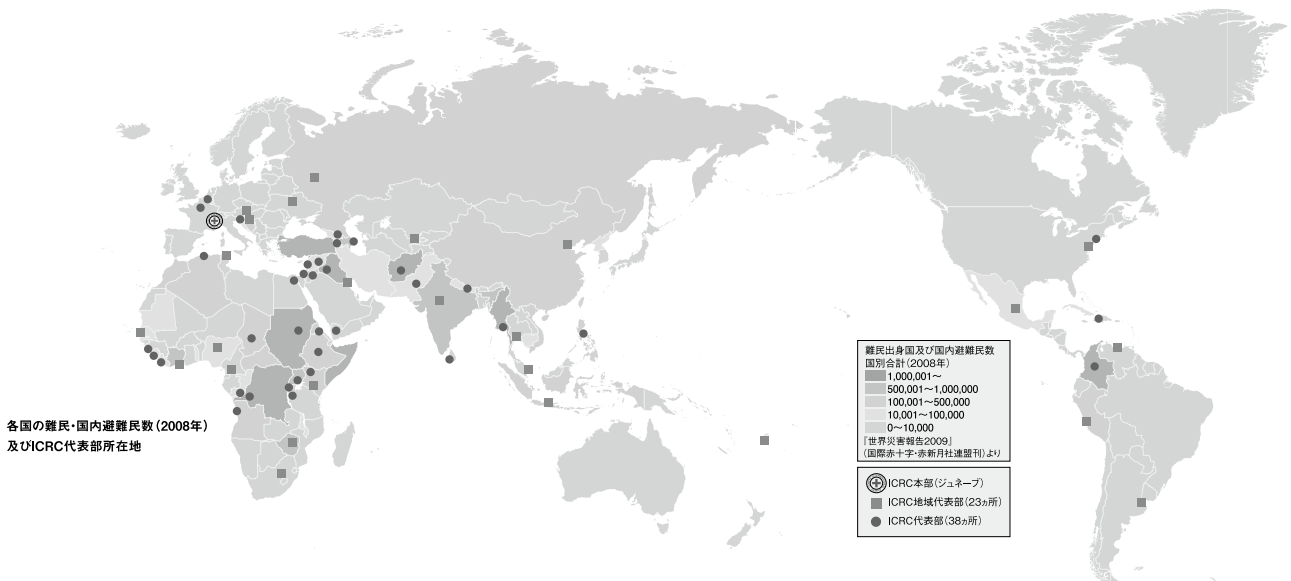 各国の難民・国内避難民数(2008年)
及びICRC代表部所在地
難民出身国及び国内避難民数
国別合計(2008年)
1,000,001〜
500,001〜1,000,000
100,001〜500,000
10,001〜100,000
0〜10,000
『世界災害報告2009』
(国際赤十字・赤新月社連盟刊)より
ICRC本部(ジュネーブ)
ICRC地域代表部(23ヵ所)
ICRC代表部(38ヵ所)